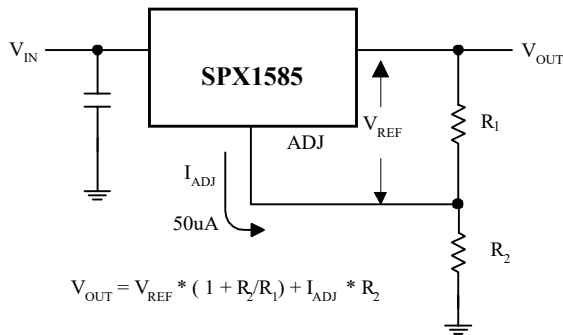 V_IN
SPX1585
V_OUT
ADJ
V_REF
R_1
I_ADJ
50uA
R_2
V_OUT = V_REF * ( 1 + R_2/R_1) + I_ADJ * R_2